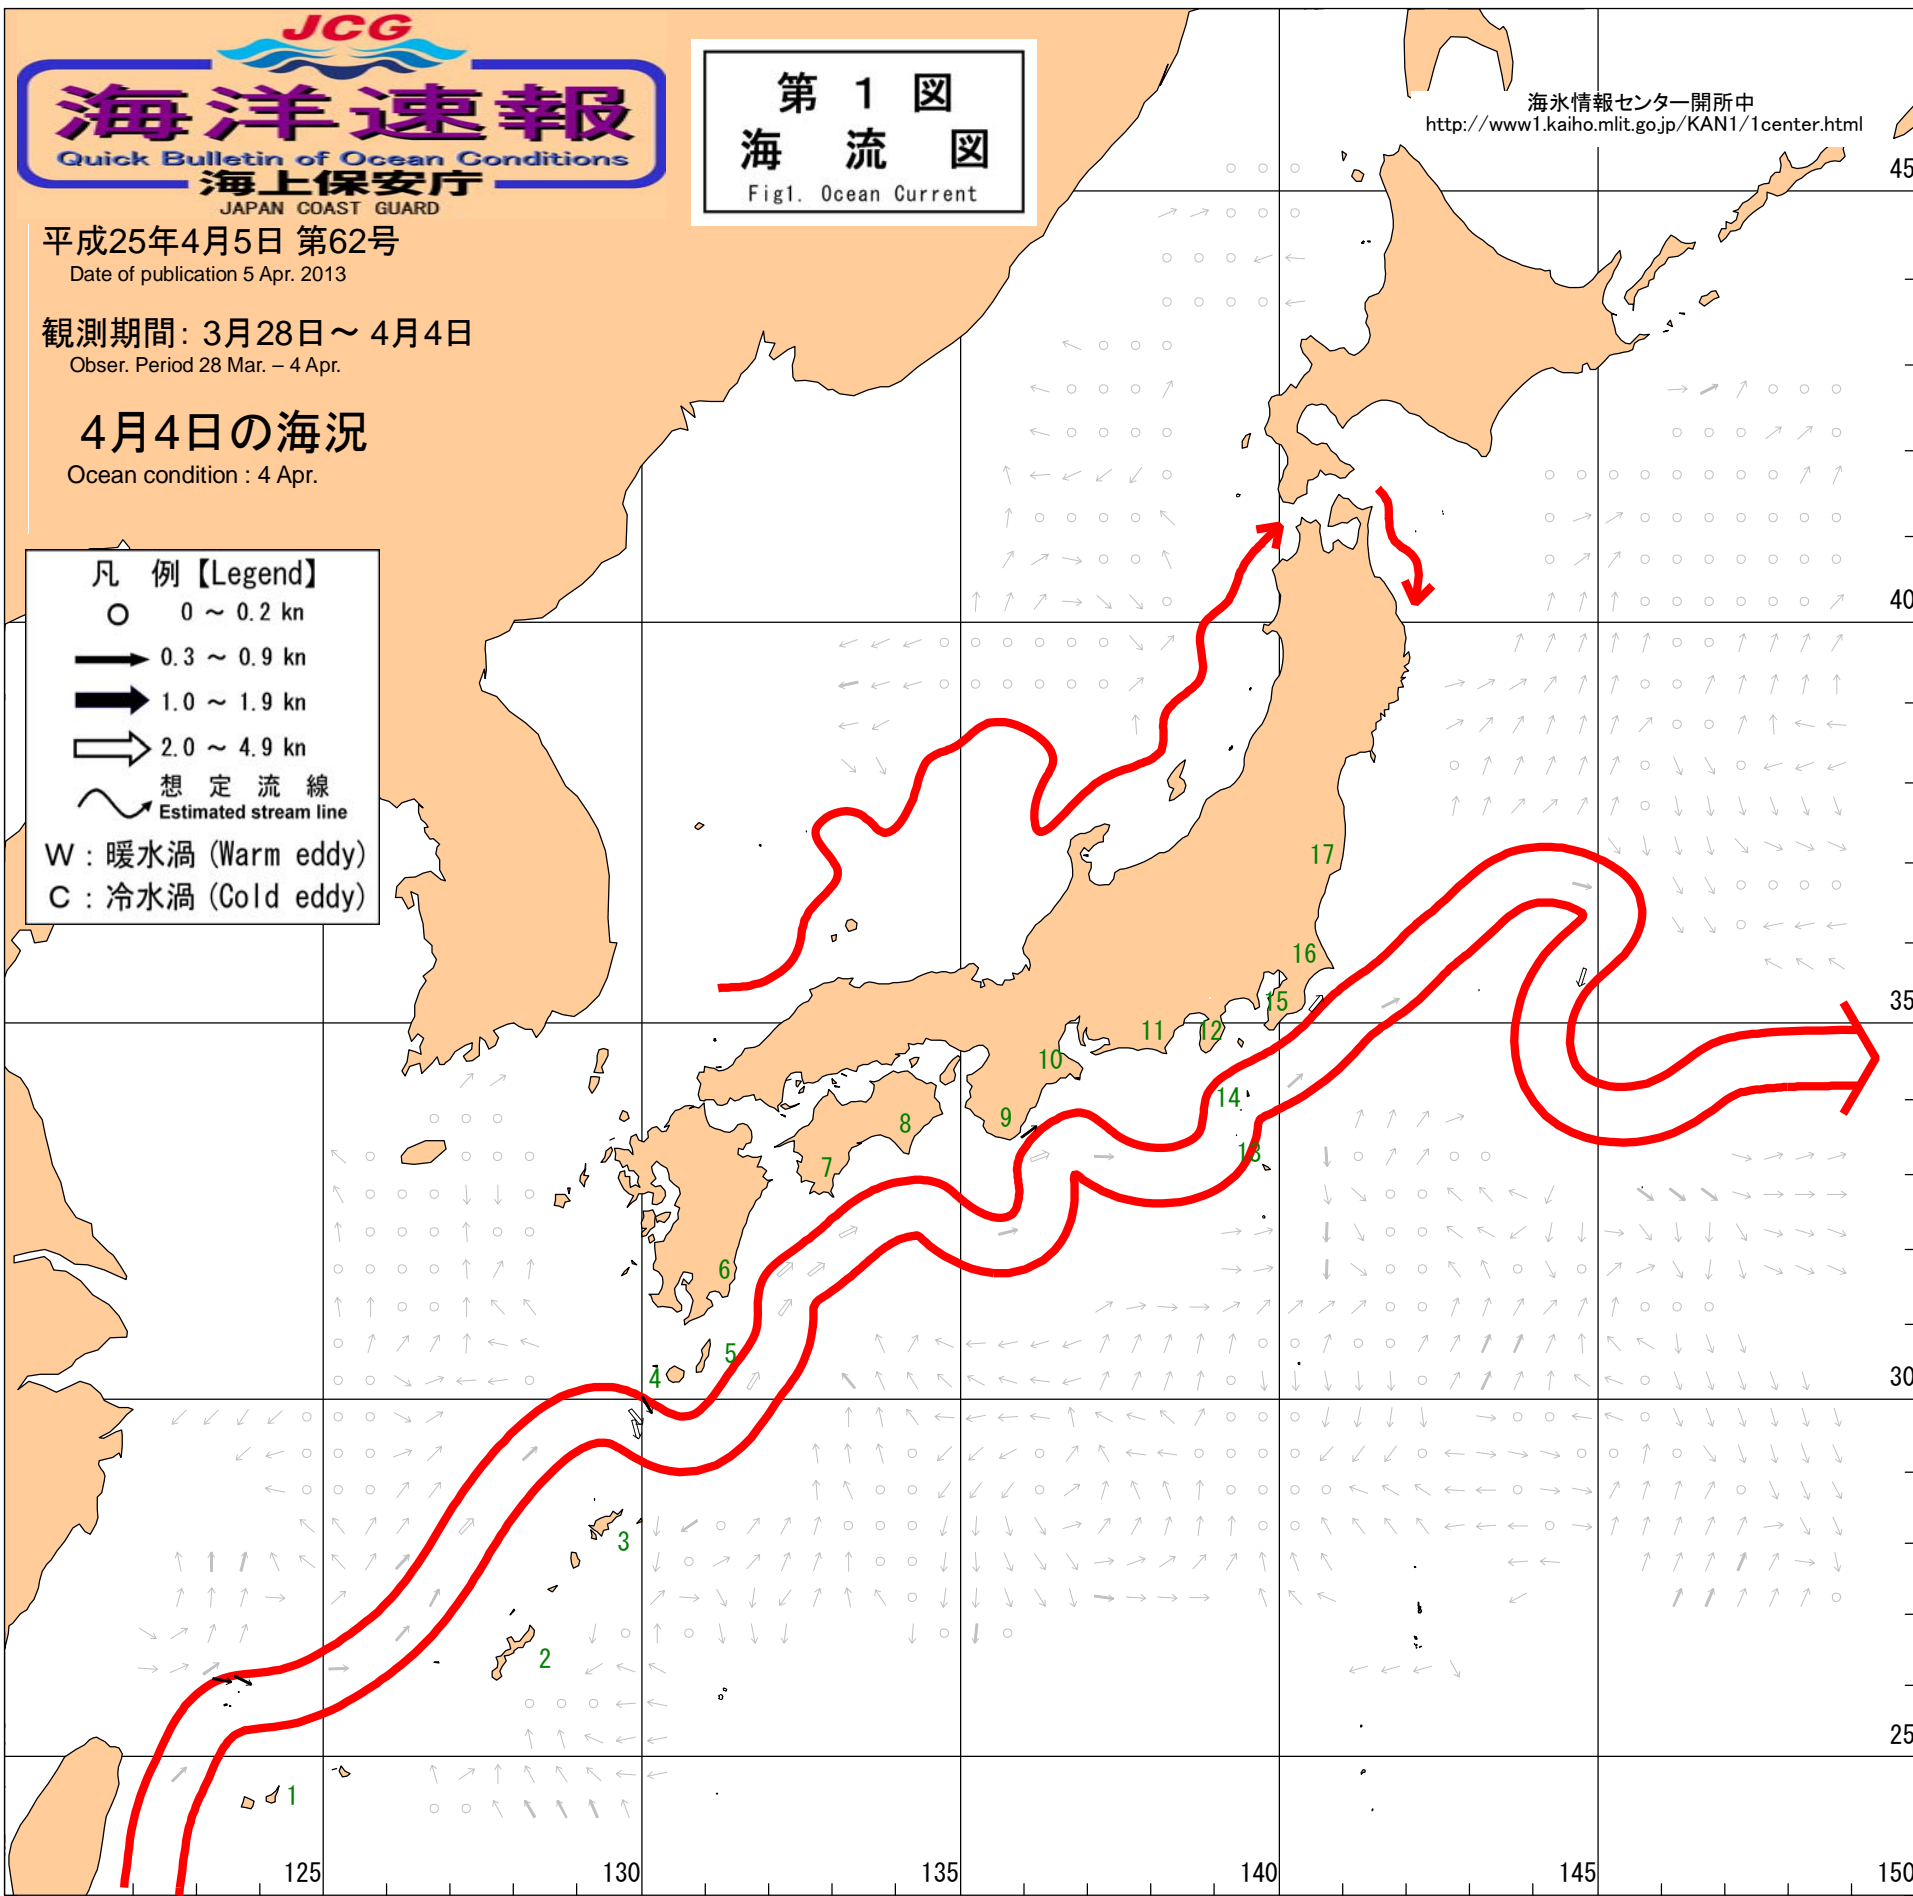 JCG
海洋速報
Quick Bulletin of Ocean Conditions
海上保安庁
JAPAN COAST GUARD
第 1 図
海 流 図
Fig1. Ocean Current
海氷情報センター開所中
http://www1.kaiho.mlit.go.jp/KAN1/1center.html
平成25年4月5日 第62号
Date of publication 5 Apr. 2013
観測期間: 3月28日～ 4月4日
Obser. Period 28 Mar. – 4 Apr.
4月4日の海況
Ocean condition : 4 Apr.
凡 例【Legend】
0 ～ 0.2 kn
0.3 ～ 0.9 kn
1.0 ～ 1.9 kn
2.0 ～ 4.9 kn
想 定 流 線
Estimated stream line
W : 暖水渦 (Warm eddy)
C : 冷水渦 (Cold eddy)
45
40
35
30
25
17
16
15
12
11
10
14
13
9
8
7
6
5
4
3
2
1
125
130
135
140
145
150